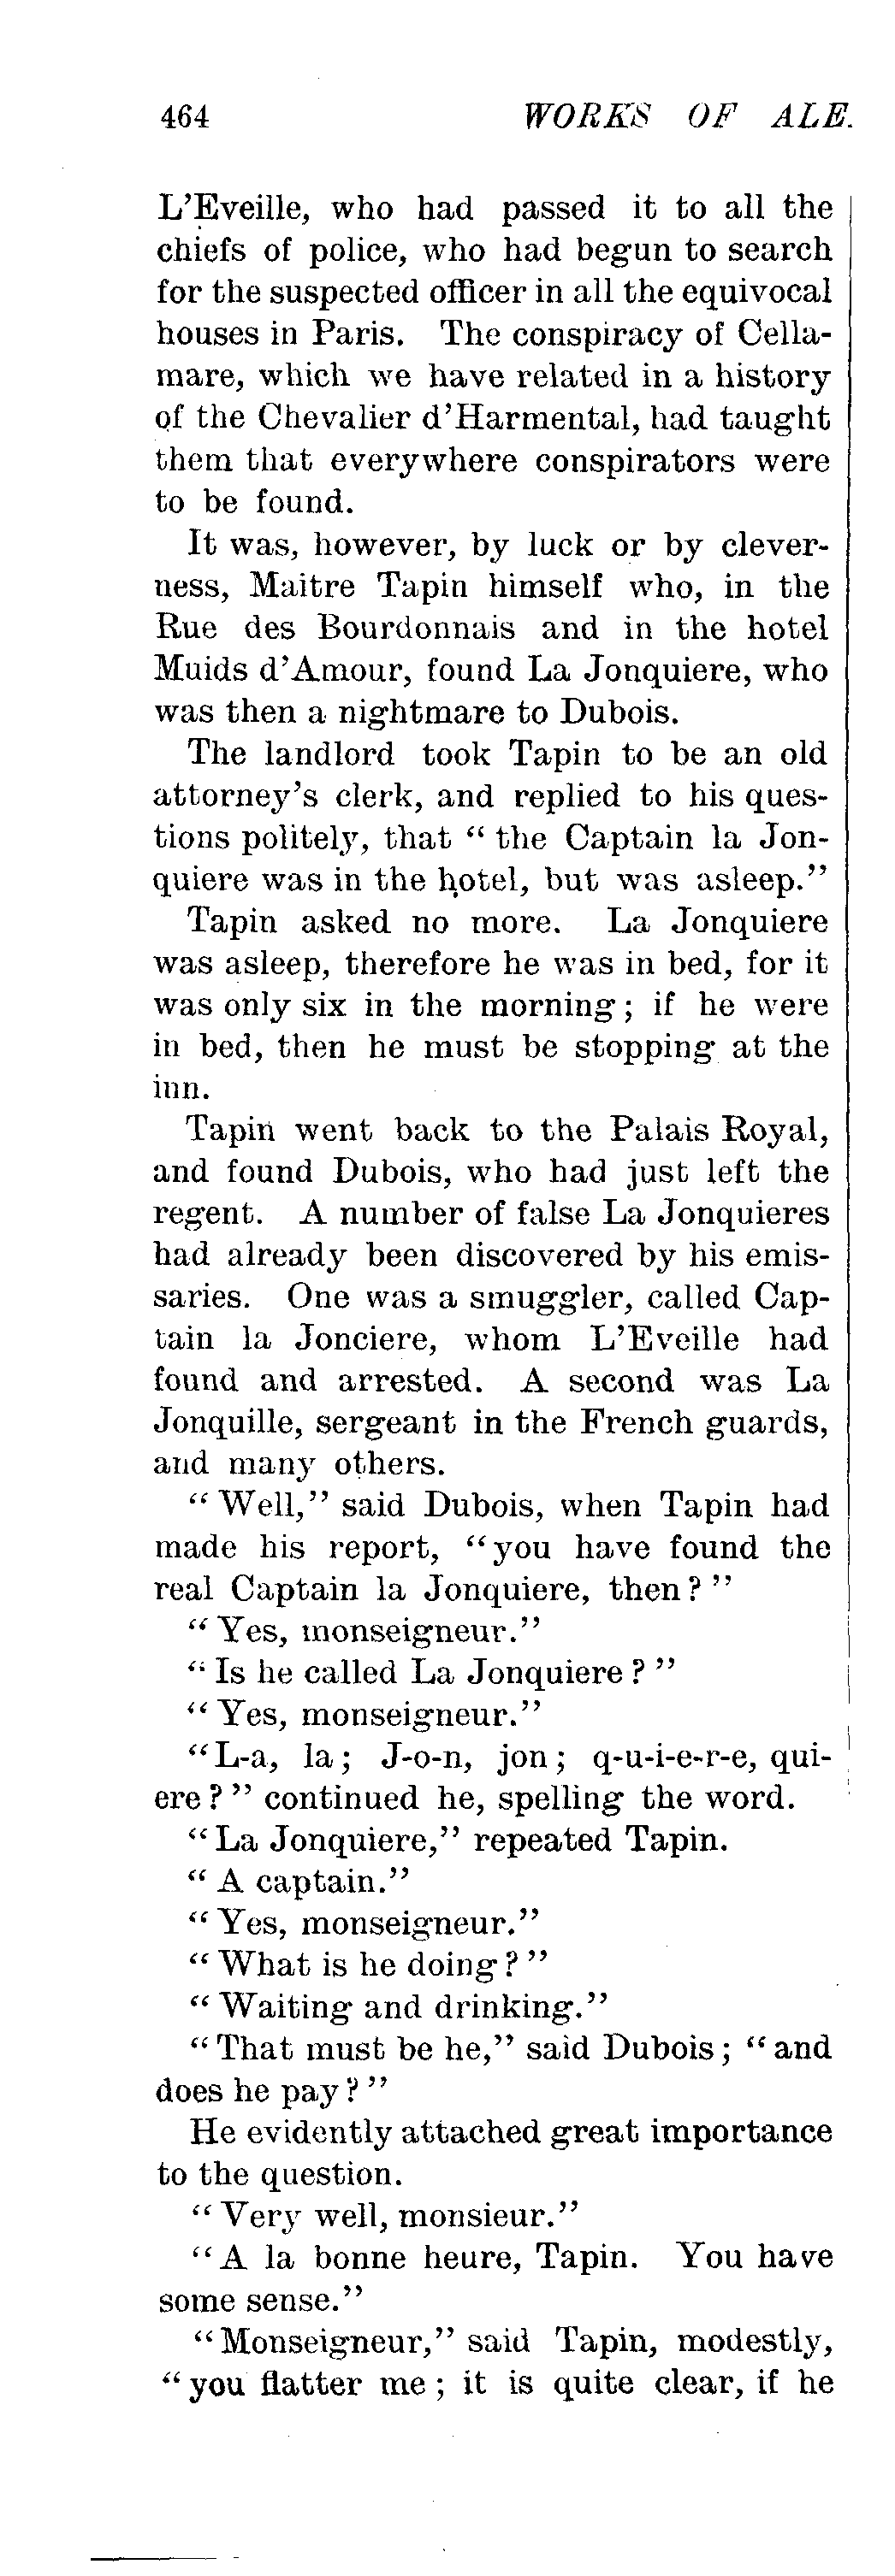 464 WORKS OF ALE.
L'Eveille, who had passed it to all the
chiefs of police, who had begun to search
for the suspected officer in all the equivocal
houses in Paris. The conspiracy of Cella-
mare, which we have related in a history
of the Chevalier d'Harmental, had taught
them that everywhere conspirators were
to be found.
It was, however, by luck or by clever-
ness, Maitre Tapin himself who, in the
Rue des Bourdonnais and in the hotel
Muids d'Amour, found La Jonquiere, who
was then a nightmare to Dubois.
The landlord took Tapin to be an old
attorney's clerk, and replied to his ques-
tions politely, that "the Captain la Jon-
quiere was in the hotel, but was asleep."
Tapin asked no more. La Jonquiere
was asleep, therefore he was in bed, for it
was only six in the morning; if he were
in bed, then he must be stopping at the
inn.
Tapin went back to the Palais Royal,
and found Dubois, who had just left the
regent. A number of false La Jonquieres
had already been discovered by his emis-
saries. One was a smuggler, called Cap-
tain la Jonciere, whom L'Eveille had
found and arrested. A second was La
Jonquille, sergeant in the French guards,
and many others.
"Well," said Dubois, when Tapin had
made his report, "you have found the
real Captain la Jonquiere, then?"
"Yes, monseigneur."
"Is he called La Jonquiere?"
"Yes, monseigneur."
"L-a, la; J-o-n, jon; q-u-i-e-r-e, qui-
ere?" continued he, spelling the word.
"La Jonquiere," repeated Tapin.
"A captain."
"Yes, monseigneur."
"What is he doing?"
"Waiting and drinking."
"That must be he," said Dubois; "and
does he pay?"
He evidently attached great importance
to the question.
"Very well, monsieur."
"A la bonne heure, Tapin. You have
some sense."
"Monseigneur," said Tapin, modestly,
"you flatter me; it is quite clear, if he